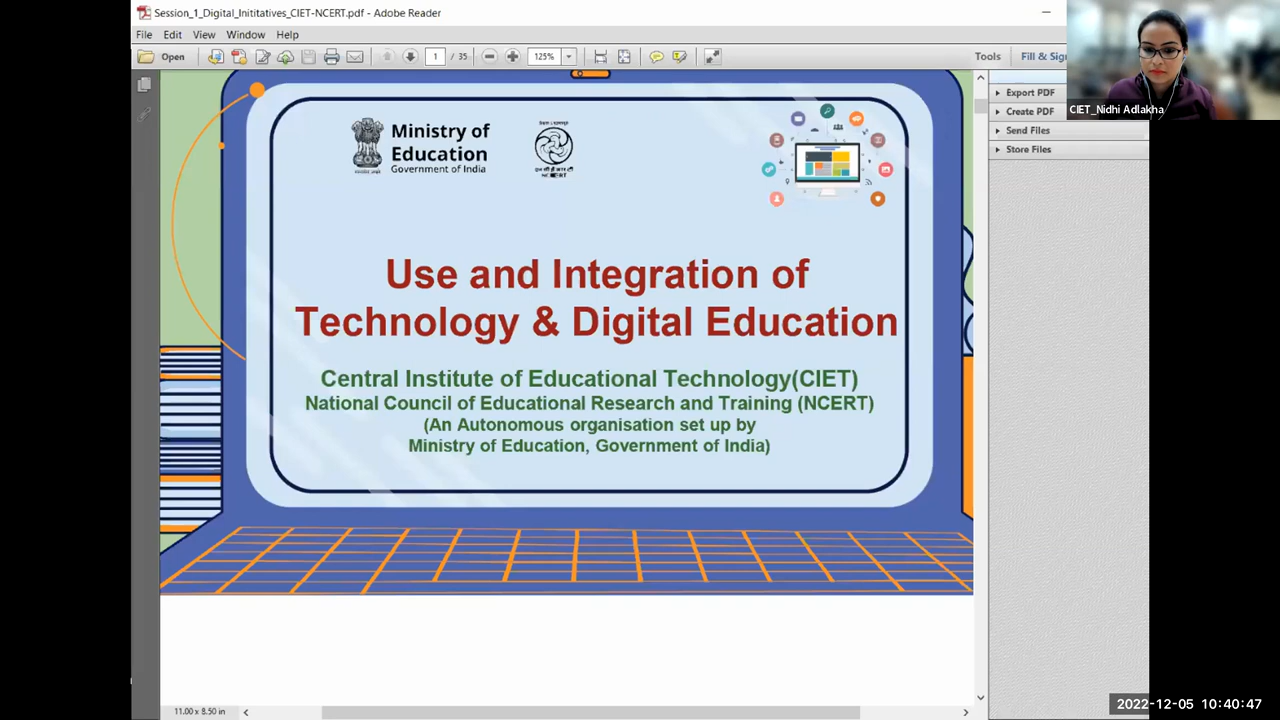 Session_1_Digital_Inititatives_CIET-NCERT.pdf - Adobe Reader
File Edit View Window Help
Open 1 / 35 125% Tools Fill & Sign
Export PDF
Create PDF
Send Files
Store Files
CIET_Nidhi Adlakha
Ministry of
Education
Government of India
Use and Integration of
Technology & Digital Education
Central Institute of Educational Technology(CIET)
National Council of Educational Research and Training (NCERT)
(An Autonomous organisation set up by
Ministry of Education, Government of India)
11.00 x 8.50 in
2022-12-05 10:40:47